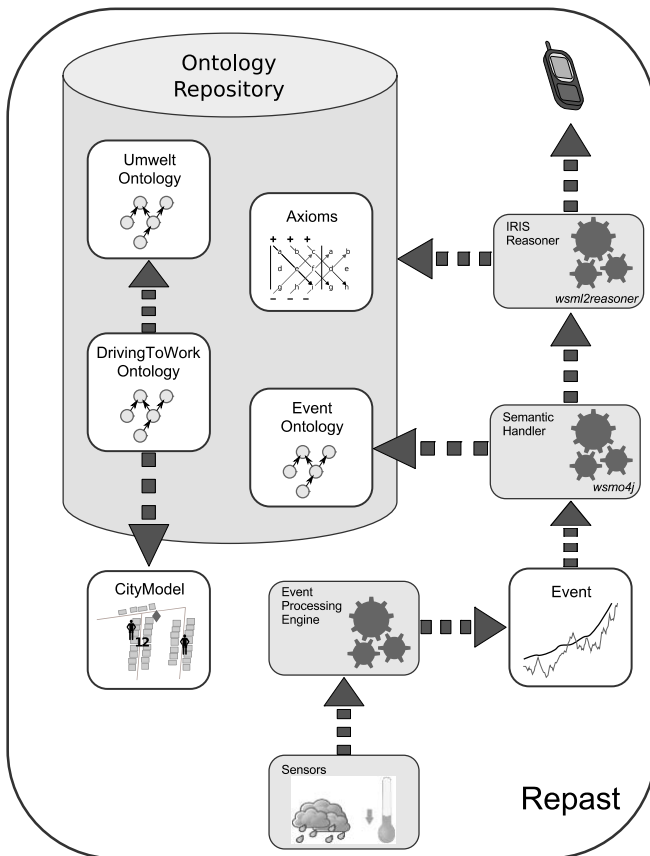 Ontology
Repository
Umwelt
Ontology
Axioms
+ + +
a b c a b
d e f d e
g h i g h
– – –
IRIS
Reasoner
wsml2reasoner
DrivingToWork
Ontology
Event
Ontology
Semantic
Handler
wsmo4j
CityModel
12
Event
Processing
Engine
Event
Sensors
Repast